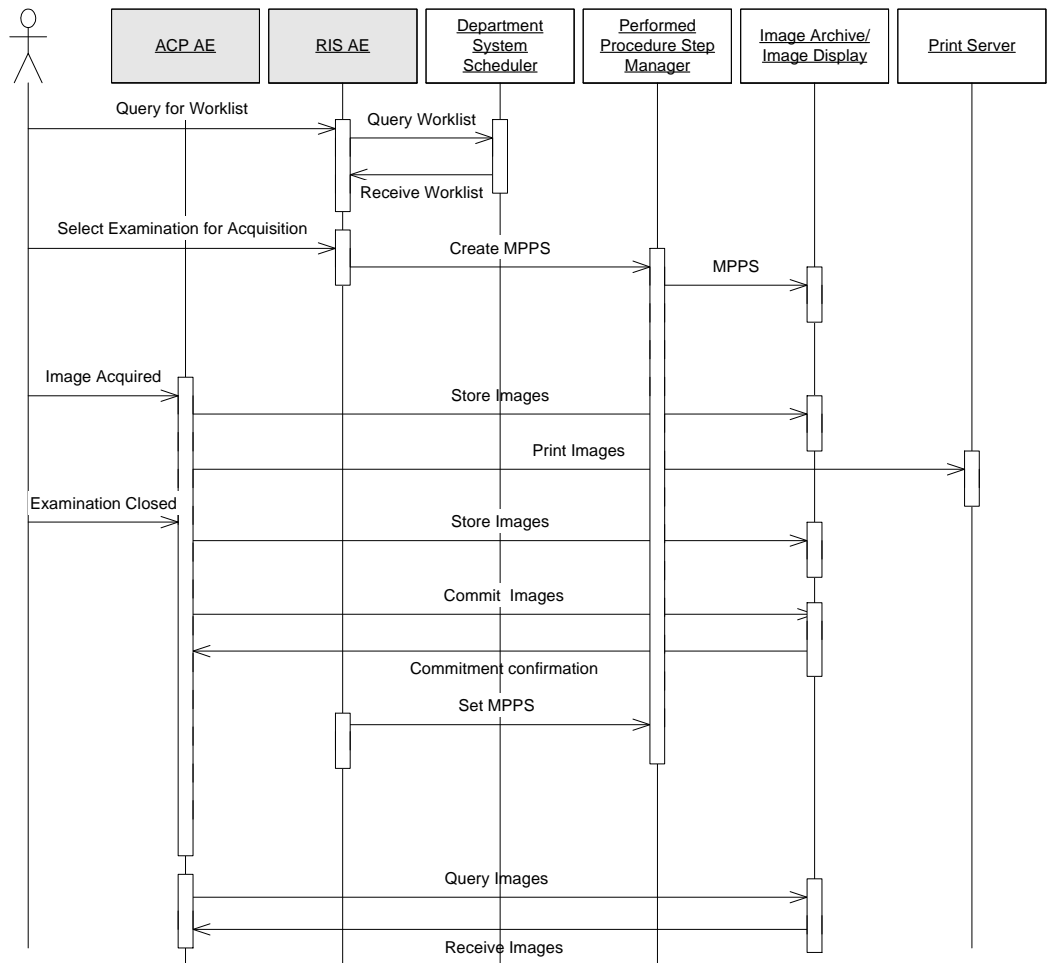 ACP AE
RIS AE
Department
System
Scheduler
Performed
Procedure Step
Manager
Image Archive/
Image Display
Print Server
Query for Worklist
Query Worklist
Receive Worklist
Select Examination for Acquisition
Create MPPS
MPPS
Image Acquired
Store Images
Print Images
Examination Closed
Store Images
Commit Images
Commitment confirmation
Set MPPS
Query Images
Receive Images